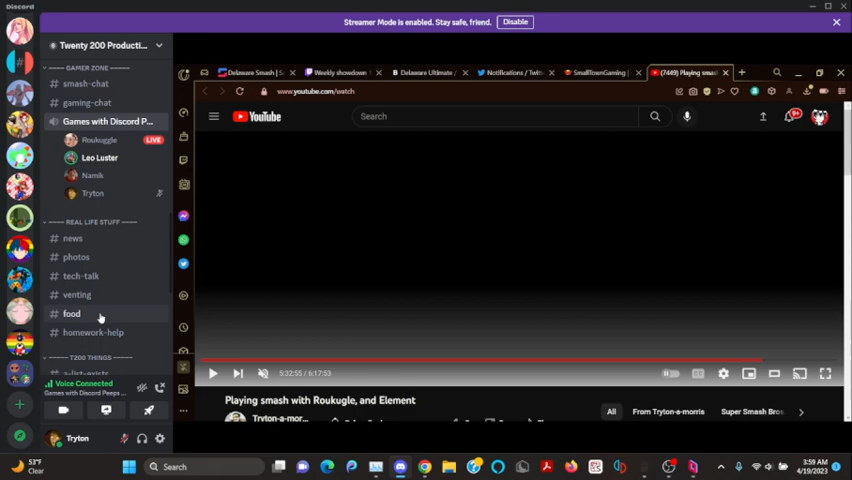 Discord
Streamer Mode is enabled. Stay safe, friend. Disable
Twenty 200 Producti...
GAMER ZONE
smash-chat
gaming-chat
Games with Discord P...
Roukuggle LIVE
Leo Luster
Namik
Tryton
REAL LIFE STUFF
# news
# photos
# tech-talk
# venting
# food
# homework-help
T200 THINGS
Voice Connected
Games with Discord Peeps
Tryton
Delaware Smash | S
Weekly showdown
Delaware Ultimate /
Notifications / Twitt
SmallTownGaming |
(7449) Playing smas
www.youtube.com/watch
YouTube
Search
9+
5:32:55 / 6:17:53
Playing smash with Roukugle, and Element
Tryton-a-mor...
All From Tryton-a-morris Super Smash Bros.
53°F
Clear
Search
3:59 AM
4/19/2023